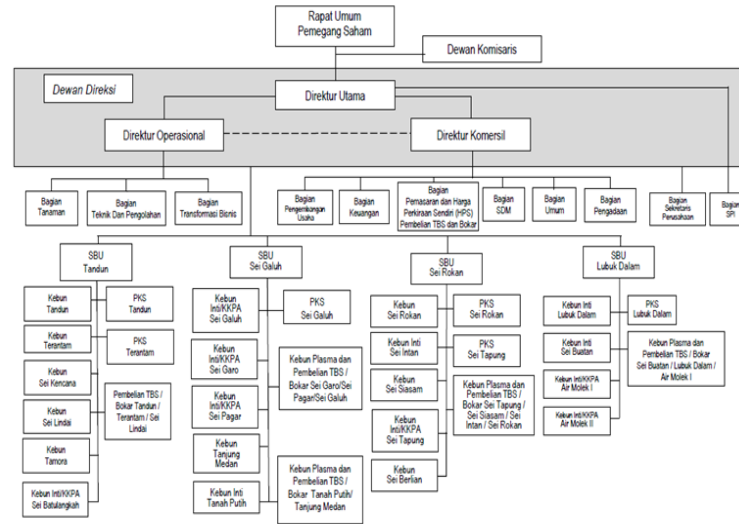 Rapat Umum
Pemegang Saham
Dewan Komisaris
Dewan Direksi
Direktur Utama
Direktur Operasional
Direktur Komersil
Bagian
Tanaman
Bagian
Teknik Dan Pengolahan
Bagian
Transformasi Bisnis
Bagian
Pengembangan
Usaha
Bagian
Keuangan
Bagian
Pemasaran dan Harga
Perkiraan Sendiri (HPS)
Pembelian TBS dan Bokar
Bagian
SDM
Bagian
Umum
Bagian
Pengadaan
Bagian
Sekretaris
Perusahaan
Bagian
SPI
SBU
Tandun
Kebun
Tandun
PKS
Tandun
Kebun
Terantam
PKS
Terantam
Kebun
Sei Kencana
Kebun
Sei Lindai
Pembelian TBS /
Bokar Tandun /
Terantam / Sei
Lindai
Kebun
Tamora
Kebun Inti/KKPA
Sei Batulangkah
SBU
Sei Galuh
Kebun
Inti/KKPA
Sei Galuh
PKS
Sei Galuh
Kebun
Inti/KKPA
Sei Garo
Kebun Plasma dan
Pembelian TBS /
Bokar Sei Garo/Sei
Pagar/Sei Galuh
Kebun
Inti/KKPA
Sei Pagar
Kebun
Tanjung
Medan
Kebun Inti
Tanah Putih
Kebun Plasma dan
Pembelian TBS /
Bokar Tanah Putih/
Tanjung Medan
SBU
Sei Rokan
Kebun
Sei Rokan
PKS
Sei Rokan
Kebun Inti
Sei Intan
PKS
Sei Tapung
Kebun
Sei Siasam
Kebun Plasma dan
Pembelian TBS /
Bokar Sei Tapung /
Sei Siasam / Sei
Intan / Sei Rokan
Kebun
Inti/KKPA
Sei Tapung
Kebun
Sei Berlian
SBU
Lubuk Dalam
Kebun Inti
Lubuk Dalam
PKS
Lubuk Dalam
Kebun Inti
Sei Buatan
Kebun Plasma dan
Pembelian TBS / Bokar
Sei Buatan / Lubuk Dalam /
Air Molek I
Kebun Inti/KKPA
Air Molek I
Kebun Inti/KKPA
Air Molek II